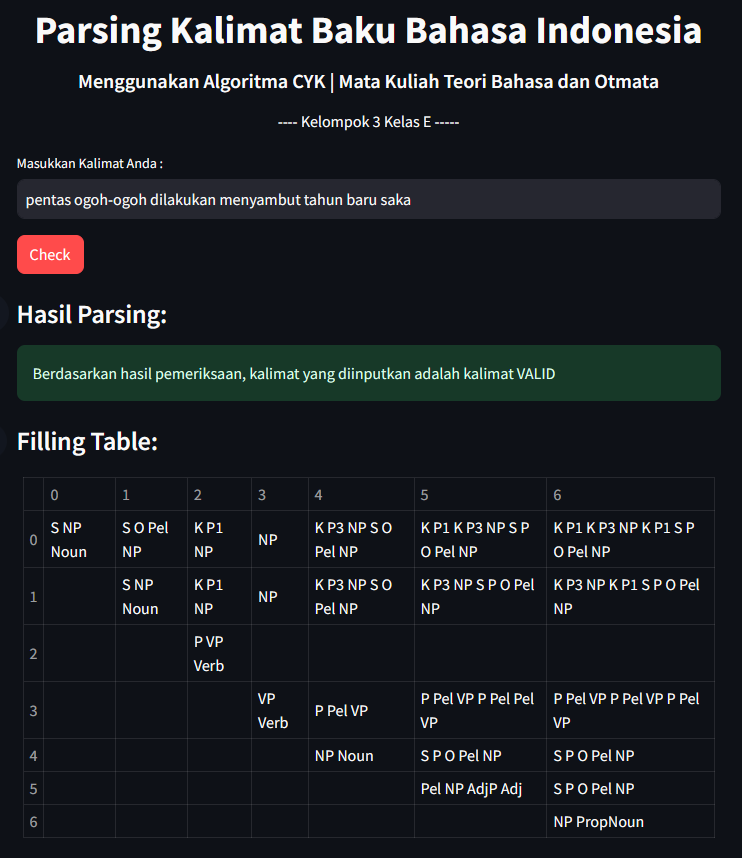 Parsing Kalimat Baku Bahasa Indonesia
Menggunakan Algoritma CYK | Mata Kuliah Teori Bahasa dan Otmata
---- Kelompok 3 Kelas E -----
Masukkan Kalimat Anda :
pentas ogoh-ogoh dilakukan menyambut tahun baru saka
Check
Hasil Parsing:
Berdasarkan hasil pemeriksaan, kalimat yang diinputkan adalah kalimat VALID
Filling Table:
0 1 2 3 4 5 6
0 S NP Noun S O Pel NP K P1 NP NP K P3 NP S O Pel NP K P1 K P3 NP S P O Pel NP K P1 K P3 NP K P1 S P O Pel NP
1 S NP Noun K P1 NP NP K P3 NP S O Pel NP K P3 NP S P O Pel NP K P3 NP K P1 S P O Pel NP
2 P VP Verb
3 VP Verb P Pel VP P Pel VP P Pel Pel VP P Pel VP P Pel VP P Pel VP
4 NP Noun S P O Pel NP S P O Pel NP
5 Pel NP AdjP Adj S P O Pel NP
6 NP PropNoun